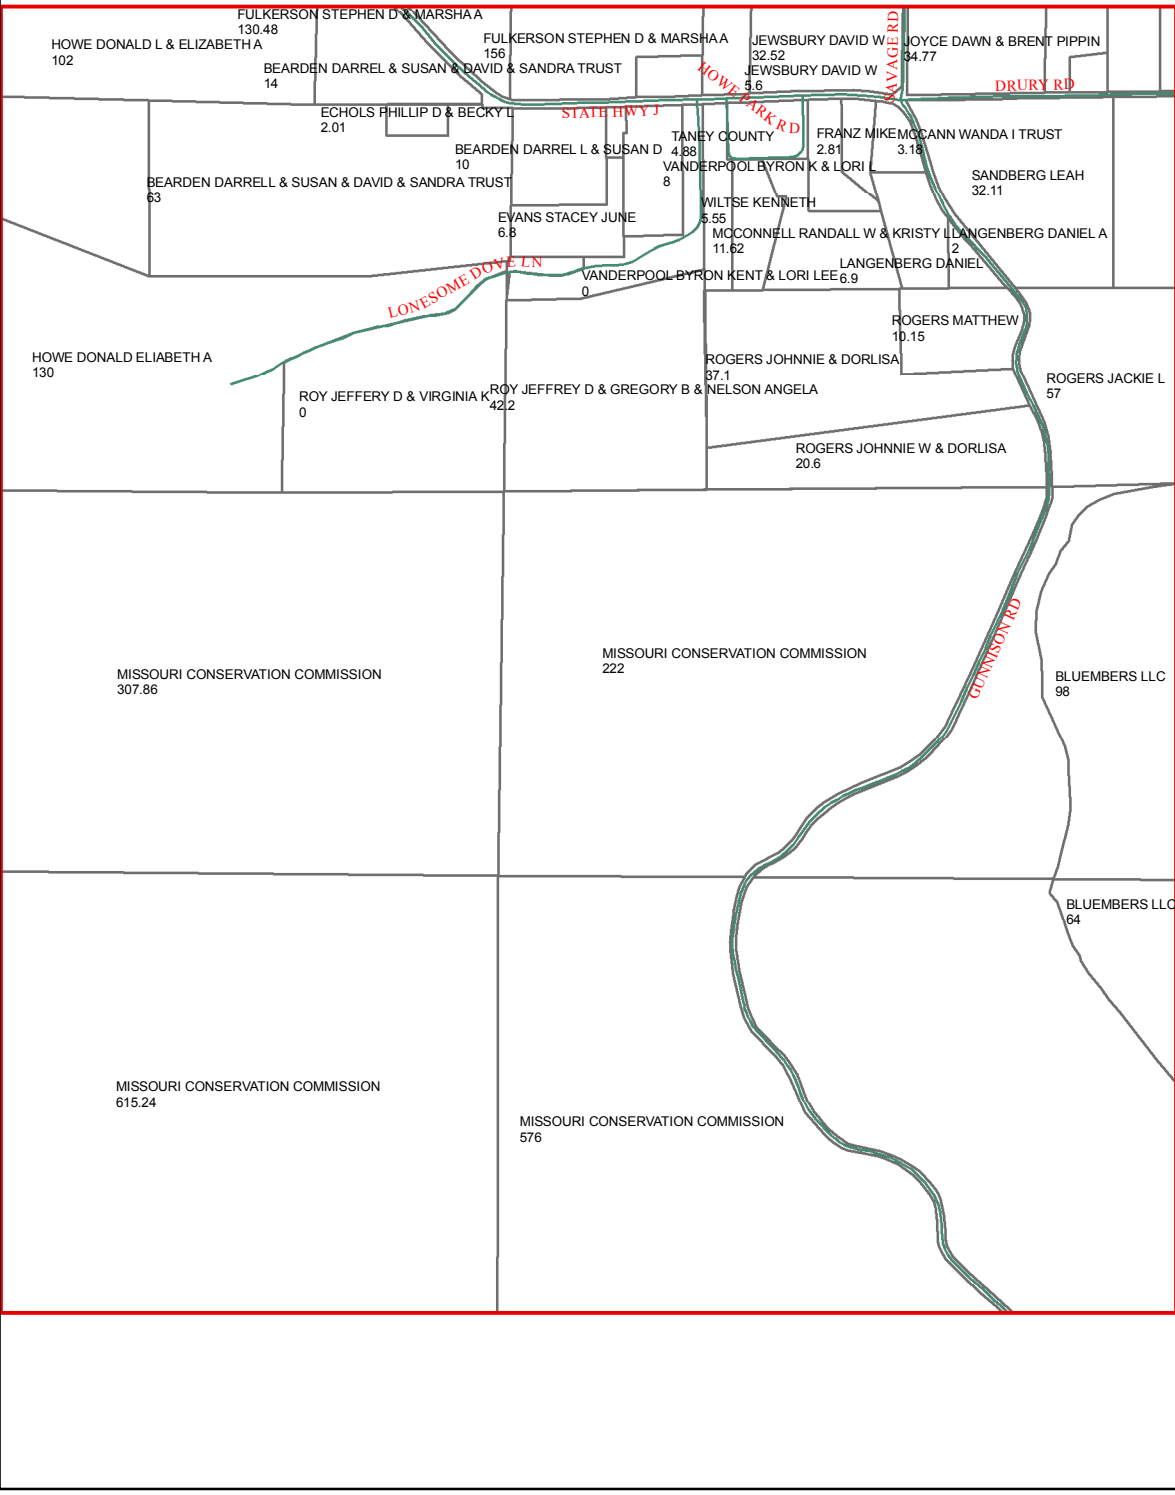 FULKERSON STEPHEN D & MARSHA A
130.48
HOWE DONALD L & ELIZABETH A
102
FULKERSON STEPHEN D & MARSHA A
156
JEWSBURY DAVID W
32.52
JOYCE DAWN & BRENT PIPPIN
34.77
SAVAGE RD
BEARDEN DARREL & SUSAN & DAVID & SANDRA TRUST
14
JEWSBURY DAVID W
5.6
HOWE PARK RD
DRURY RD
STATE HWY J
ECHOLS PHILLIP D & BECKY L
2.01
TANEY COUNTY
4.88
FRANZ MIKE
2.81
MCCANN WANDA I TRUST
3.18
BEARDEN DARREL L & SUSAN D
10
VANDERPOOL BYRON K & LORI L
8
SANDBERG LEAH
32.11
BEARDEN DARRELL & SUSAN & DAVID & SANDRA TRUST
63
WILTSE KENNETH
5.55
EVANS STACEY JUNE
6.8
MCCONNELL RANDALL W & KRISTY L
11.62
LANGENBERG DANIEL A
2
LANGENBERG DANIEL
6.9
LONESOME DOVE LN
VANDERPOOL BYRON KENT & LORI LEE
0
ROGERS MATTHEW
10.15
HOWE DONALD ELIABETH A
130
ROGERS JOHNNIE & DORLISA
37.1
ROGERS JACKIE L
57
ROY JEFFERY D & VIRGINIA K
0
ROY JEFFREY D & GREGORY B & NELSON ANGELA
42.2
ROGERS JOHNNIE W & DORLISA
20.6
GUNNISON RD
MISSOURI CONSERVATION COMMISSION
307.86
MISSOURI CONSERVATION COMMISSION
222
BLUEMBERS LLC
98
BLUEMBERS LLC
64
MISSOURI CONSERVATION COMMISSION
615.24
MISSOURI CONSERVATION COMMISSION
576